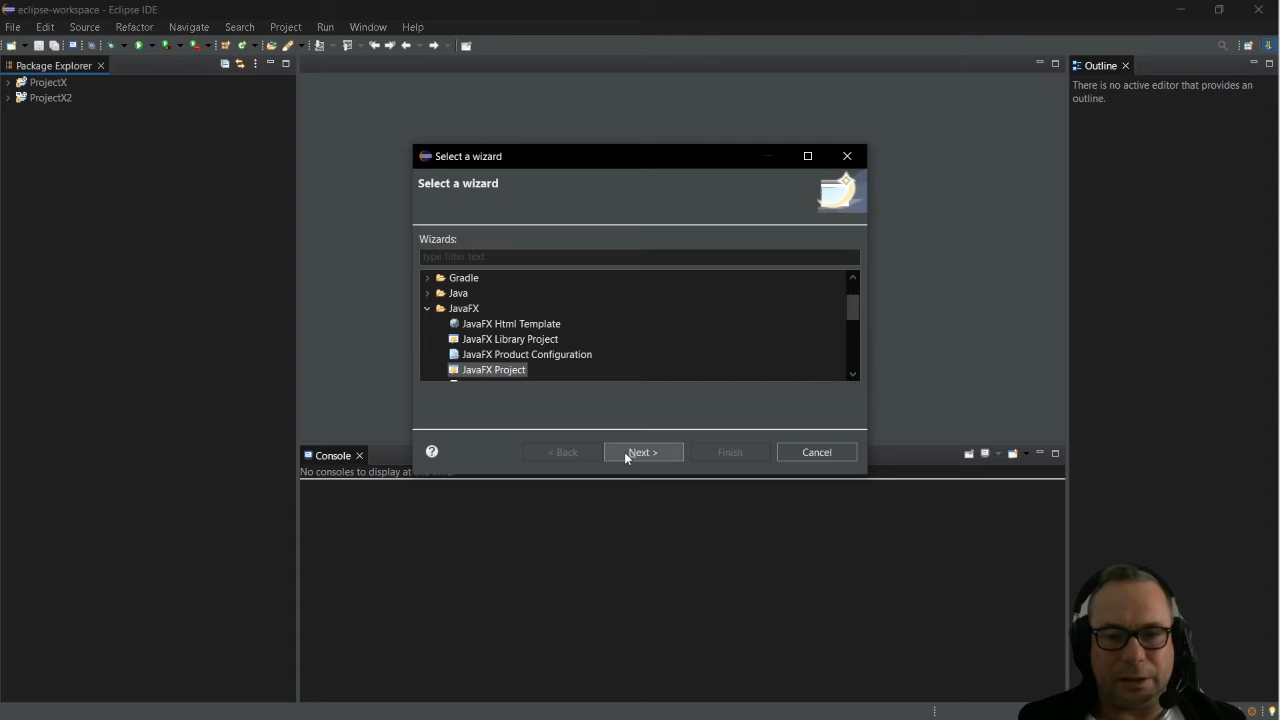 eclipse-workspace - Eclipse IDE
File Edit Source Refactor Navigate Search Project Run Window Help
Package Explorer
ProjectX
ProjectX2
Outline
There is no active editor that provides an
outline.
Select a wizard
Select a wizard
Wizards:
type filter text
Gradle
Java
JavaFX
JavaFX Html Template
JavaFX Library Project
JavaFX Product Configuration
JavaFX Project
< Back Next > Finish Cancel
Console
No consoles to display at this time.